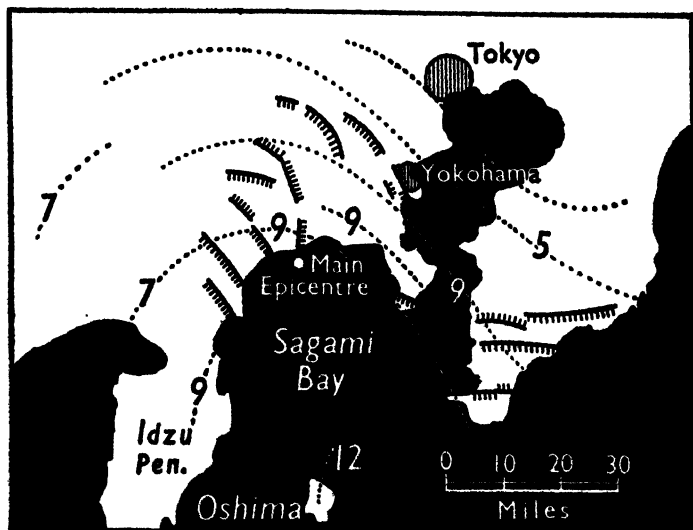 Tokyo
Yokohama
7
9
9
5
Main
Epicentre
7
9
Sagami
Bay
9
Idzu
Pen.
12
0 10 20 30
Miles
Oshima